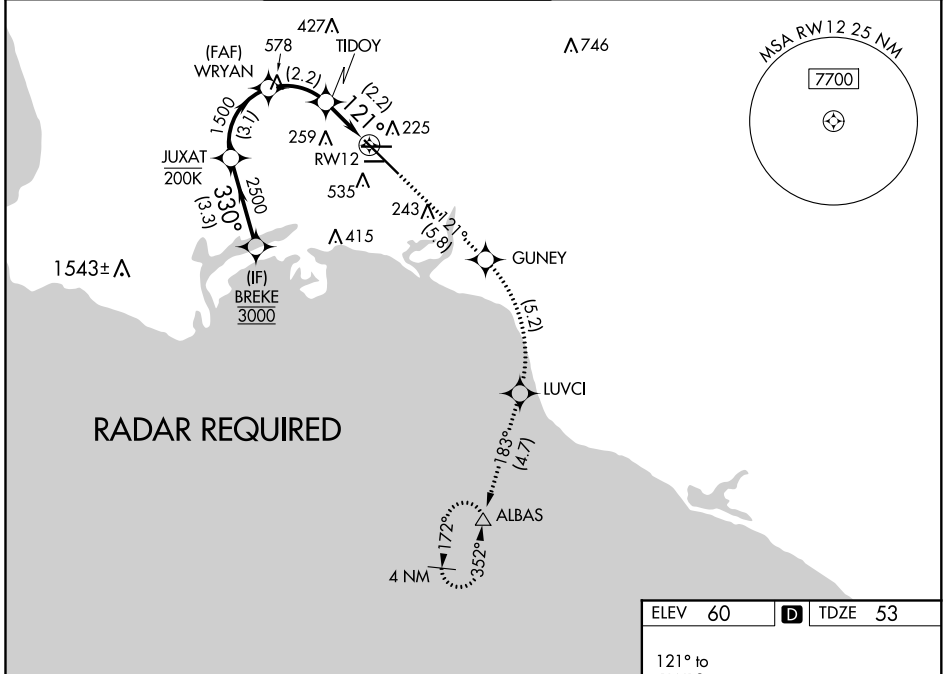 427
746
MSA RW12 25 NM
7700
(FAF)
WRYAN
578
TIDOY
(2.2)
(2.2)
121°
225
259
RW12
1500
(3.1)
JUXAT
200K
535
330°
(3.3)
2500
243
121°
(5.8)
415
GUNEY
1543±
(IF)
BREKE
3000
(5.2)
LUVCI
RADAR REQUIRED
183°
(4.7)
ALBAS
172°
352°
4 NM
ELEV 60 D TDZE 53
121° to